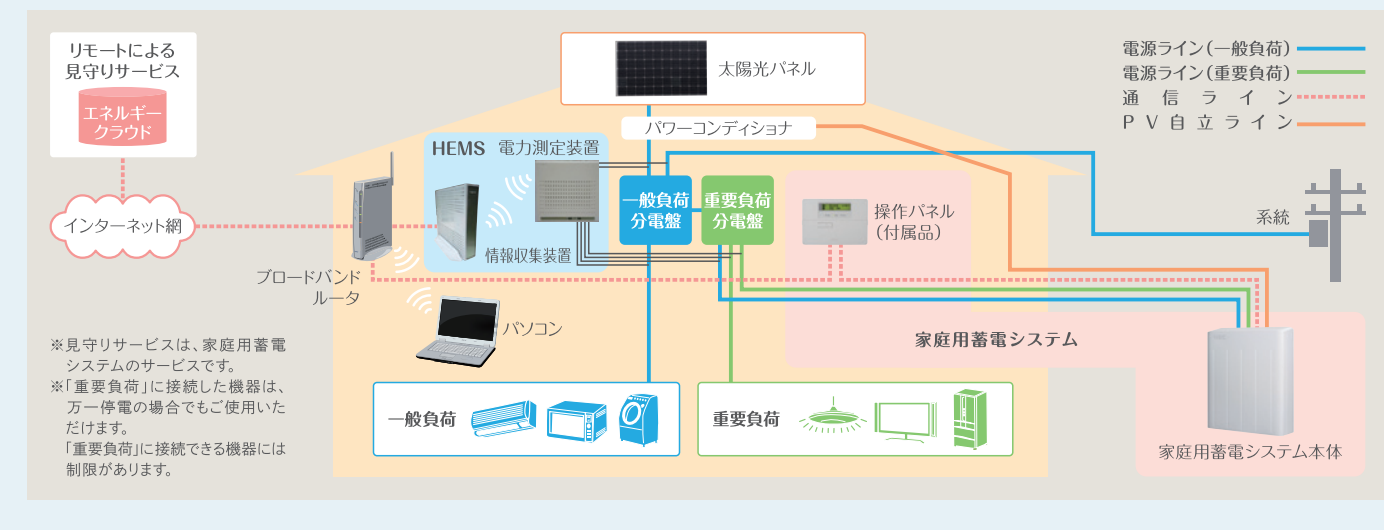 リモートによる
見守りサービス
エネルギー
クラウド
インターネット網
太陽光パネル
パワーコンディショナ
電源ライン(一般負荷)
電源ライン(重要負荷)
通信ライン
PV自立ライン
HEMS 電力測定装置
情報収集装置
一般負荷
分電盤
重要負荷
分電盤
操作パネル
(付属品)
系統
ブロードバンド
ルータ
パソコン
家庭用蓄電システム
※見守りサービスは、家庭用蓄電
システムのサービスです。
※「重要負荷」に接続した機器は、
万一停電の場合でもご使用いた
だけます。
「重要負荷」に接続できる機器には
制限があります。
一般負荷
重要負荷
家庭用蓄電システム本体